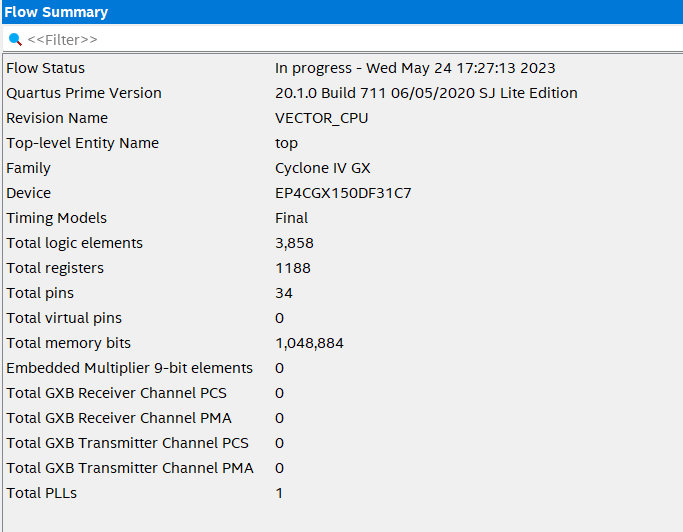 Flow Summary
<<Filter>>
Flow Status In progress - Wed May 24 17:27:13 2023
Quartus Prime Version 20.1.0 Build 711 06/05/2020 SJ Lite Edition
Revision Name VECTOR_CPU
Top-level Entity Name top
Family Cyclone IV GX
Device EP4CGX150DF31C7
Timing Models Final
Total logic elements 3,858
Total registers 1188
Total pins 34
Total virtual pins 0
Total memory bits 1,048,884
Embedded Multiplier 9-bit elements 0
Total GXB Receiver Channel PCS 0
Total GXB Receiver Channel PMA 0
Total GXB Transmitter Channel PCS 0
Total GXB Transmitter Channel PMA 0
Total PLLs 1